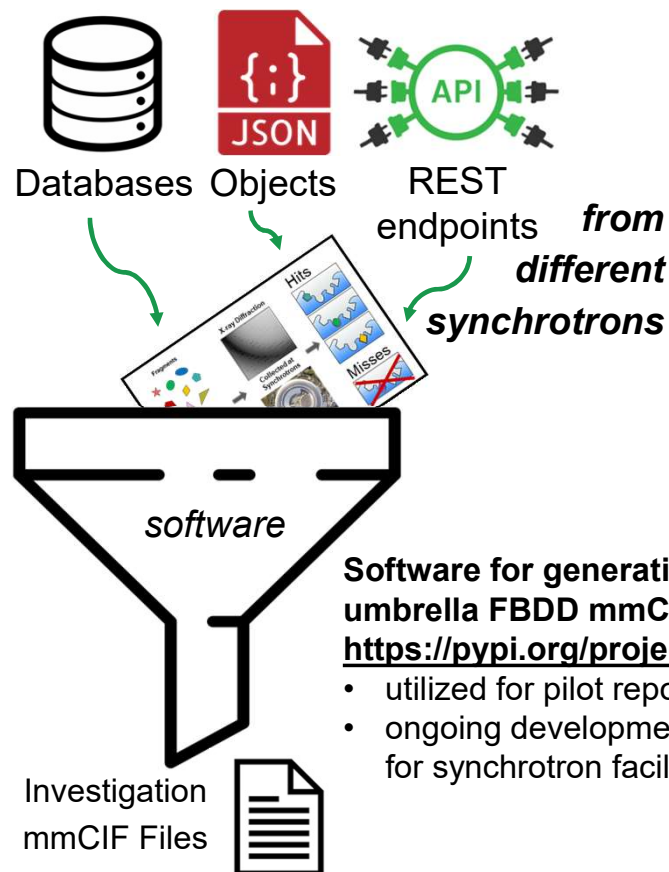 {;}
JSON
API
Databases
Objects
REST
endpoints
from
different
synchrotrons
Fragments
X-ray Diffraction
Collected at
Synchrotrons
Hits
Misses
software
Software for generati
umbrella FBDD mmC
https://pypi.org/proje
• utilized for pilot repo
• ongoing developme
for synchrotron facil
Investigation
mmCIF Files